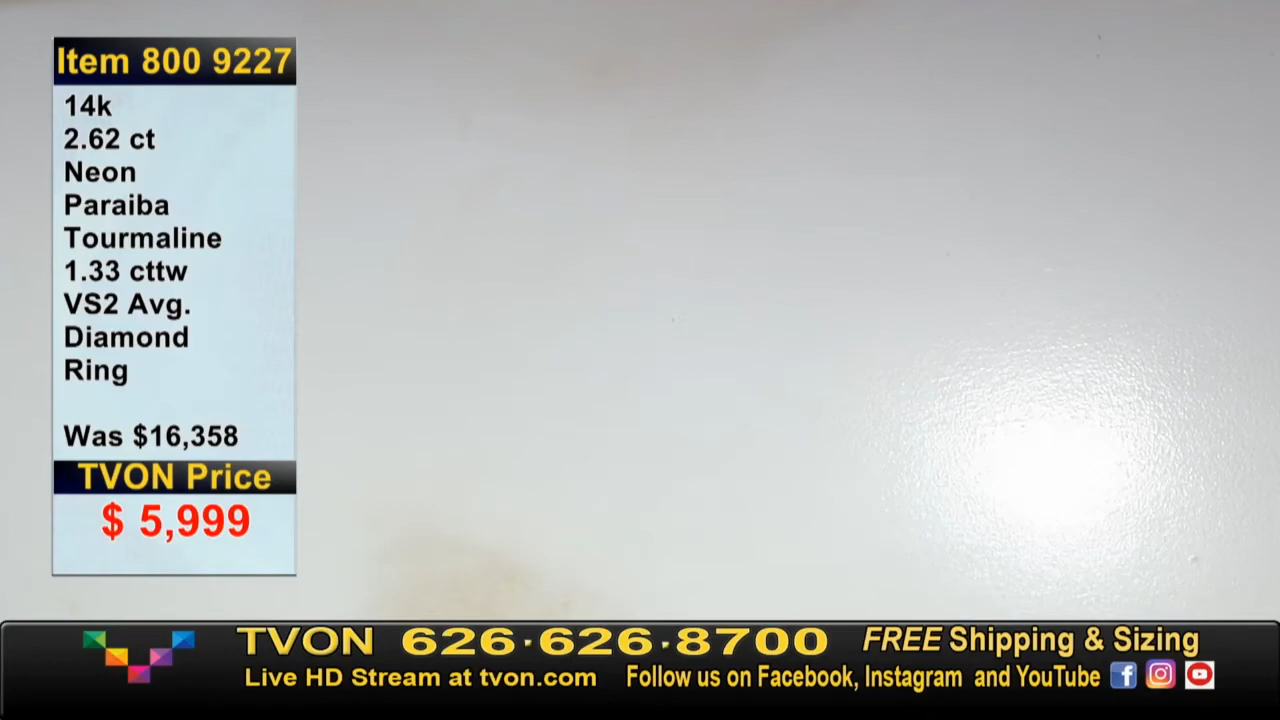 Item 800 9227
14k
2.62 ct
Neon
Paraiba
Tourmaline
1.33 cttw
VS2 Avg.
Diamond
Ring
Was $16,358
TVON Price
$ 5,999
TVON 626·626·8700 FREE Shipping & Sizing
Live HD Stream at tvon.com Follow us on Facebook, Instagram and YouTube